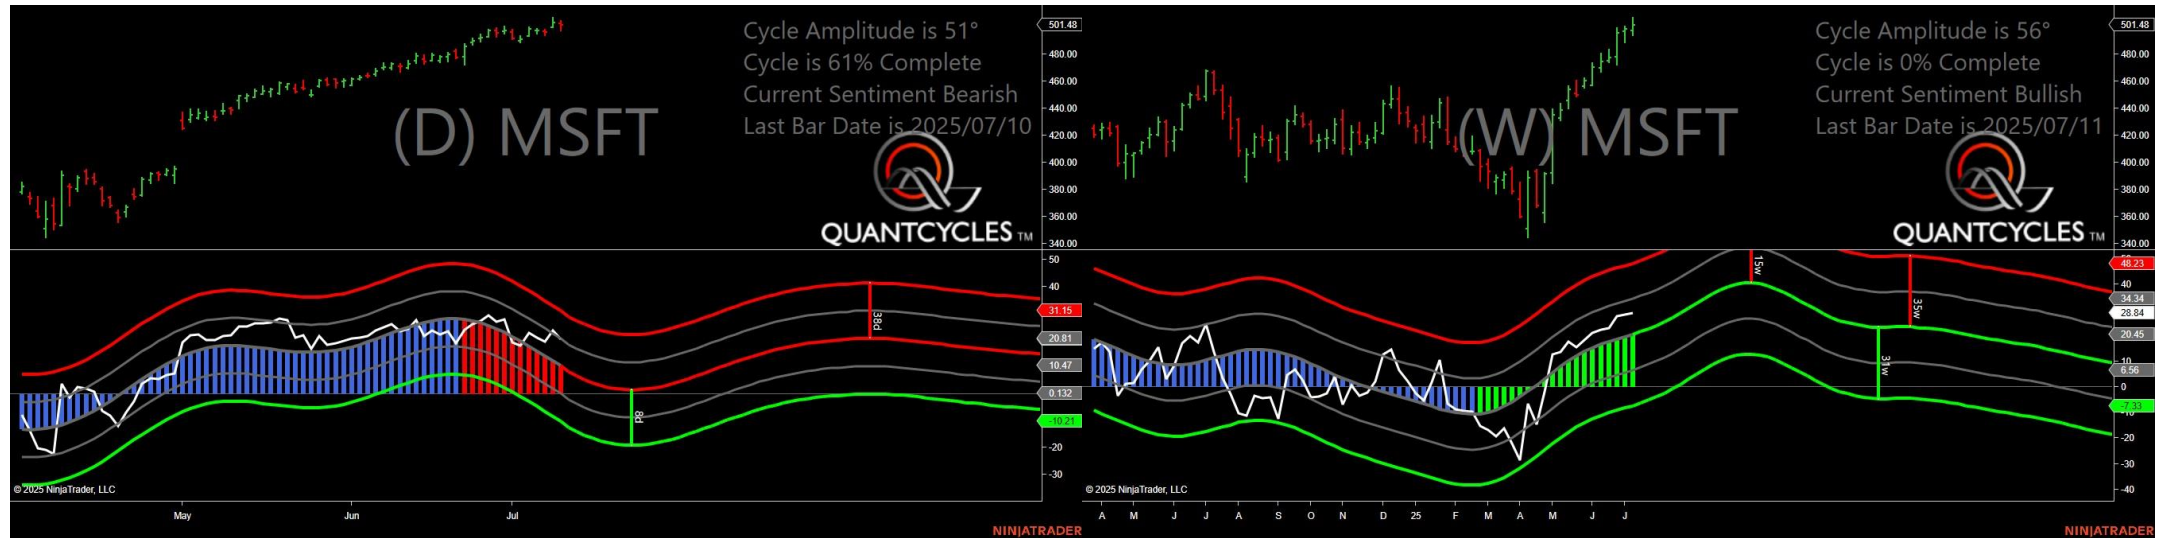 Cycle Amplitude is 51°
Cycle is 61% Complete
Current Sentiment Bearish
Last Bar Date is 2025/07/10
(D) MSFT
QUANTCYCLES TM
501.48
480.00
460.00
440.00
420.00
400.00
380.00
360.00
340.00
50
40
31.15
20.81
10.47
0.132
-10.21
-20
-30
38d
8d
© 2025 NinjaTrader, LLC
May Jun Jul
NINJATRADER
Cycle Amplitude is 56°
Cycle is 0% Complete
Current Sentiment Bullish
Last Bar Date is 2025/07/11
(W) MSFT
QUANTCYCLES TM
501.48
480.00
460.00
440.00
420.00
400.00
380.00
360.00
340.00
48.23
40
34.34
28.84
20.45
10
6.56
0
-7.33
-20
-30
-40
15w
35w
31w
© 2025 NinjaTrader, LLC
A M J J A S O N D 25 F M A M J J
NINJATRADER